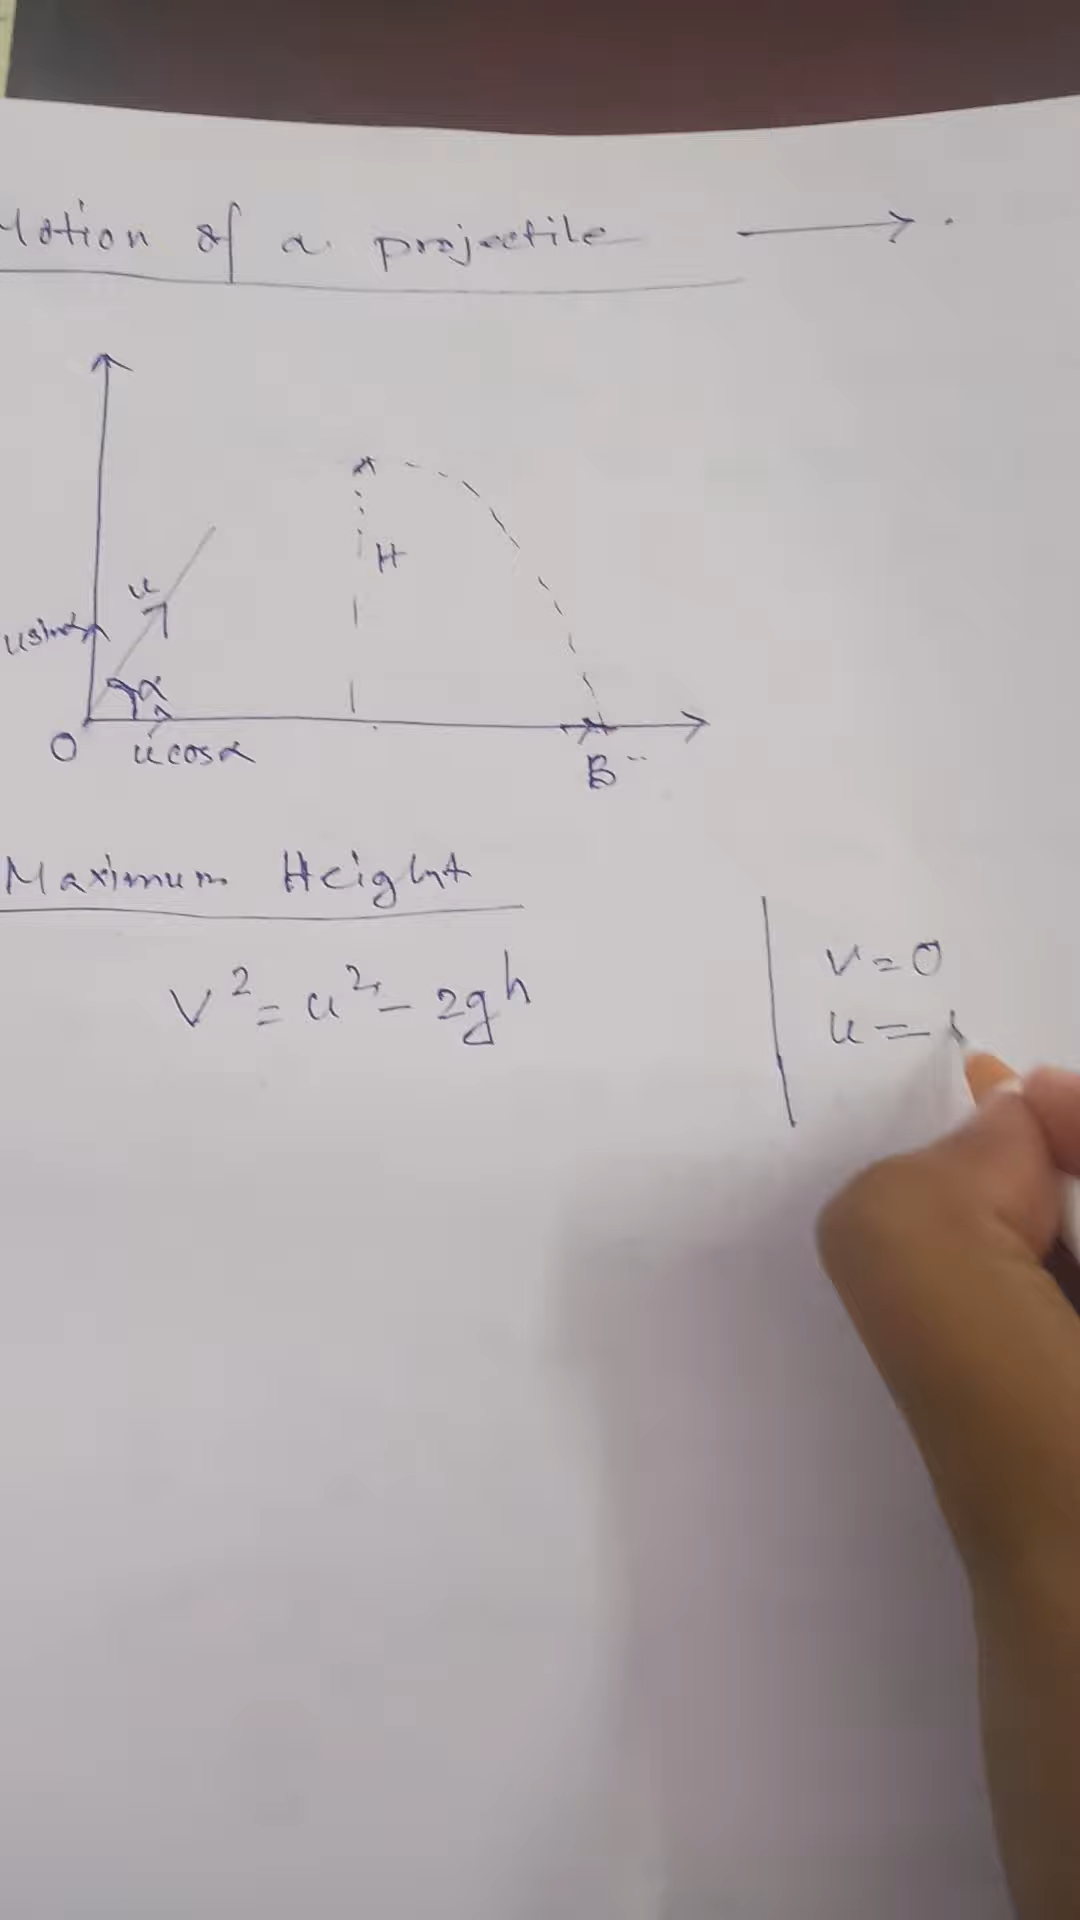 Motion of a projectile
H
u
usinα
α
O ucosα
B
Maximum Height
v² = u² - 2gh
v = 0
u =